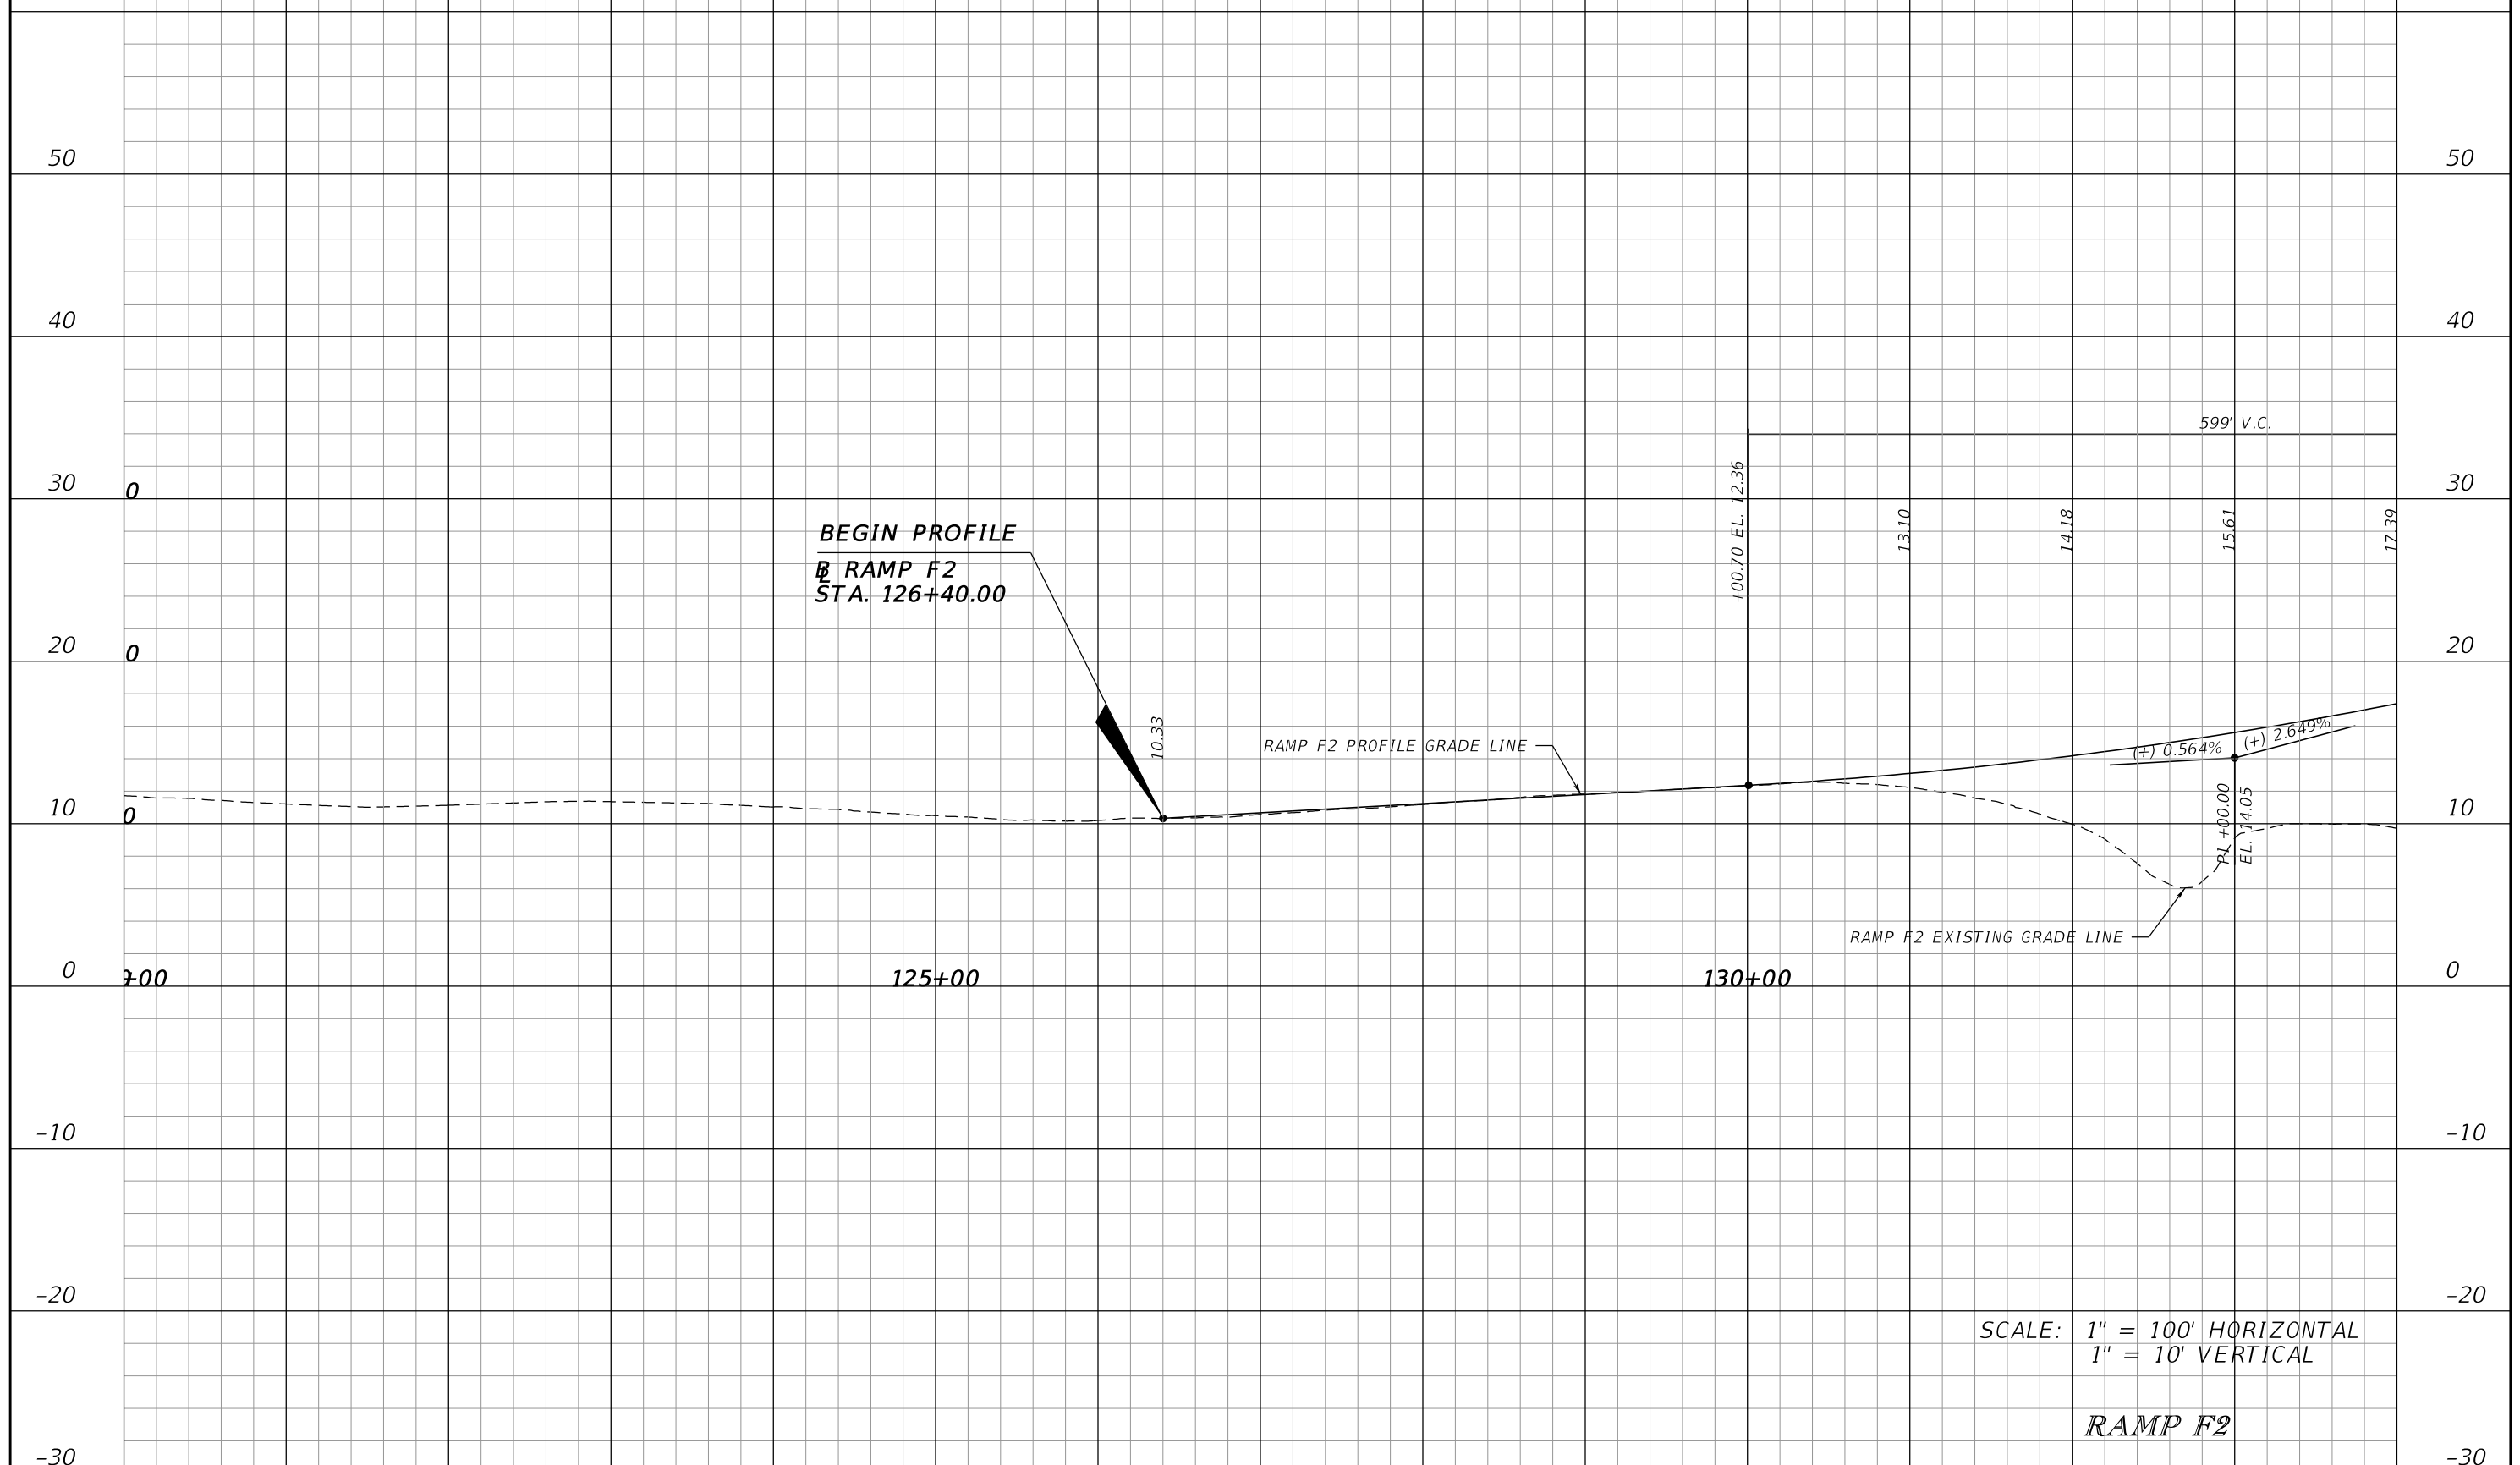 50
50
40
40
599' V.C.
30
0
+00.70 EL. 12.36
13.10
14.18
15.61
17.39
30
BEGIN PROFILE
BL RAMP F2
STA. 126+40.00
20
0
20
10.33
RAMP F2 PROFILE GRADE LINE
(+) 0.564%
(+) 2.649%
10
0
PI +00.00
EL. 14.05
10
RAMP F2 EXISTING GRADE LINE
0
+00
125+00
130+00
0
-10
-10
-20
-20
SCALE: 1" = 100' HORIZONTAL
1" = 10' VERTICAL
RAMP F2
-30
-30